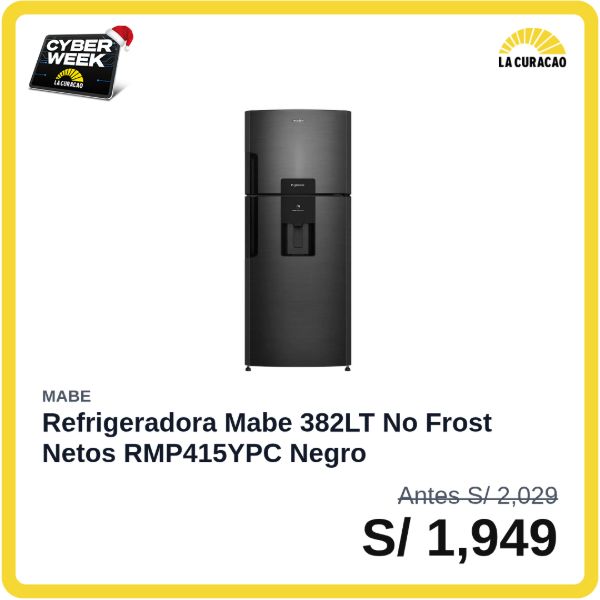 CYBER
WEEK
LA CURACAO
LA CURACAO
MABE
Refrigeradora Mabe 382LT No Frost
Netos RMP415YPC Negro
Antes S/ 2,029
S/ 1,949